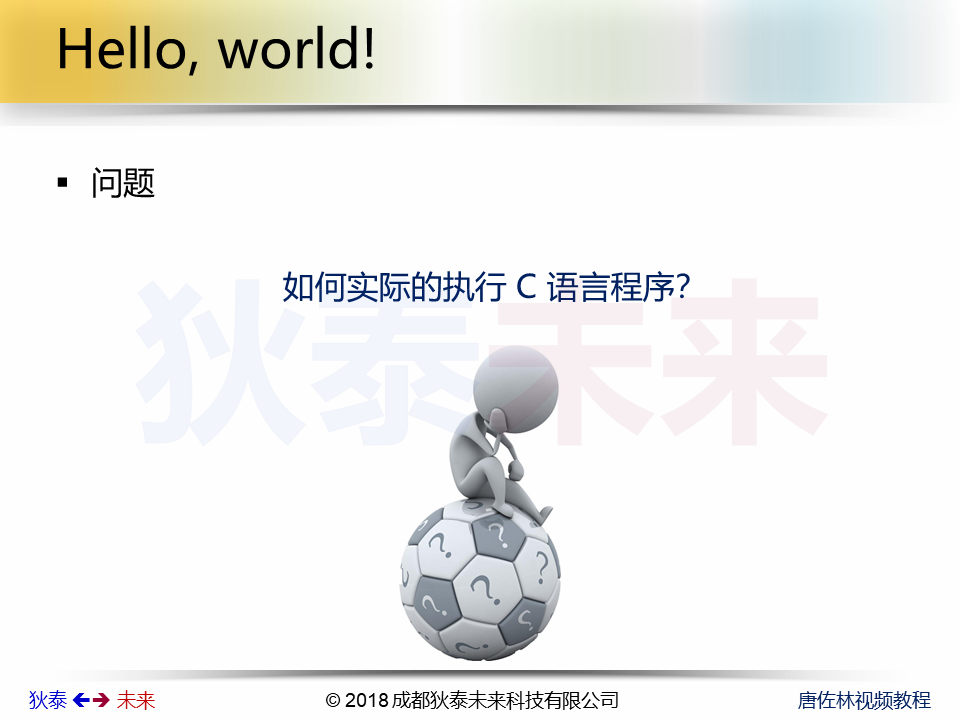 Hello, world!
问题
如何实际的执行 C 语言程序?
狄泰未来
? ? ? ? ? ? ?
狄泰 未来
© 2018 成都狄泰未来科技有限公司
唐佐林视频教程